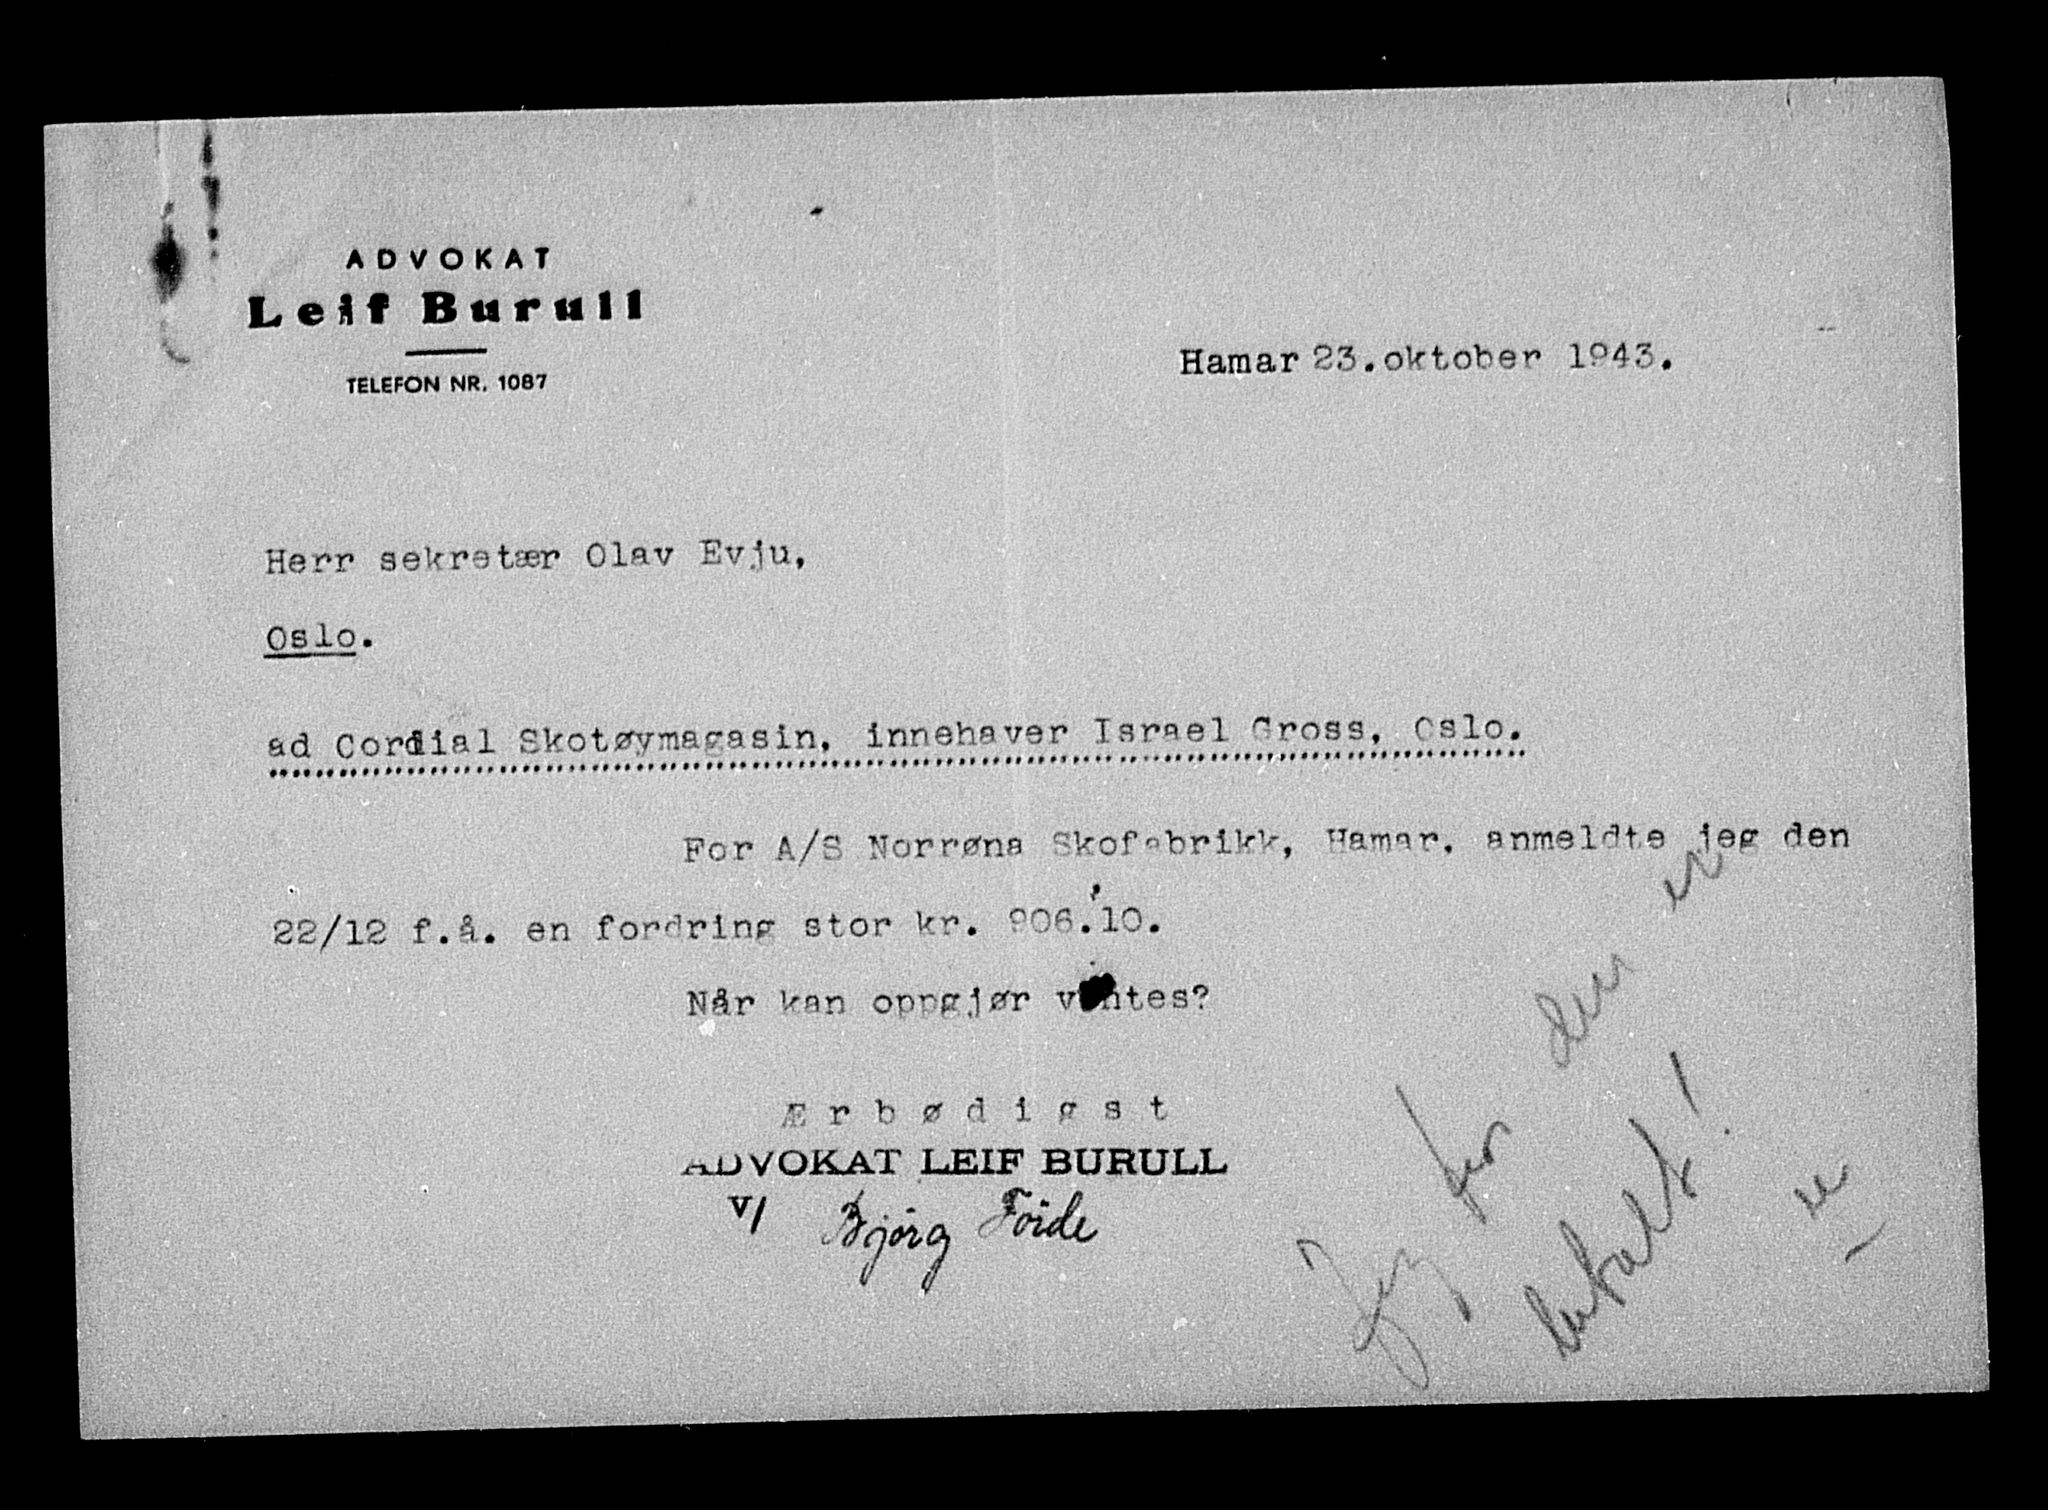 ADVOKAT
Leif Burull
TELEFON NR. 1087
Hamar 23.oktober 1943.
Herr sekretær Olav Evju,
Oslo.
ad Cordial Skotøymagasin, innehaver Israel Gross, Oslo.
For A/S Norrøna Skofabrikk, Hamar, anmeldte jeg den
22/12 f.å. en fordring stor kr. 906.10.
Når kan oppgjør ventes?
Ærbødigst
ADVOKAT LEIF BURULL
v/ Bjørg Foide
Jeg tror den er
betalt!